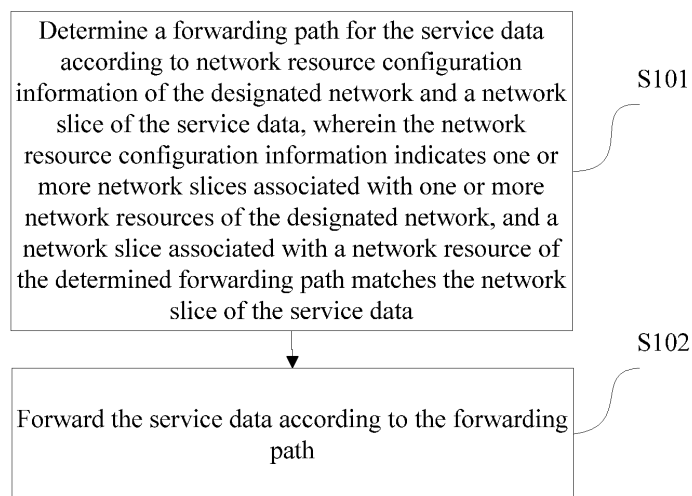 Determine a forwarding path for the service data
according to network resource configuration
information of the designated network and a network
slice of the service data, wherein the network
resource configuration information indicates one or
more network slices associated with one or more
network resources of the designated network, and a
network slice associated with a network resource of
the determined forwarding path matches the network
slice of the service data
S101
S102
Forward the service data according to the forwarding
path